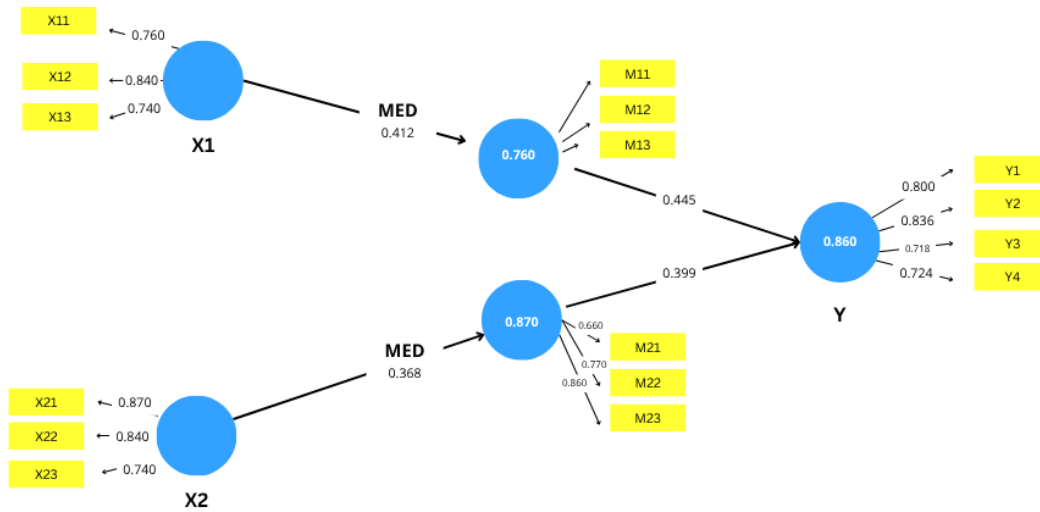 X11
0.760
X12
0.840
X13
0.740
X1
MED
0.412
0.760
M11
M12
M13
0.445
0.399
0.860
Y
0.800
Y1
0.836
Y2
0.718
Y3
0.724
Y4
0.870
0.660
M21
0.770
M22
0.860
M23
MED
0.368
X21
0.870
X22
0.840
X23
0.740
X2